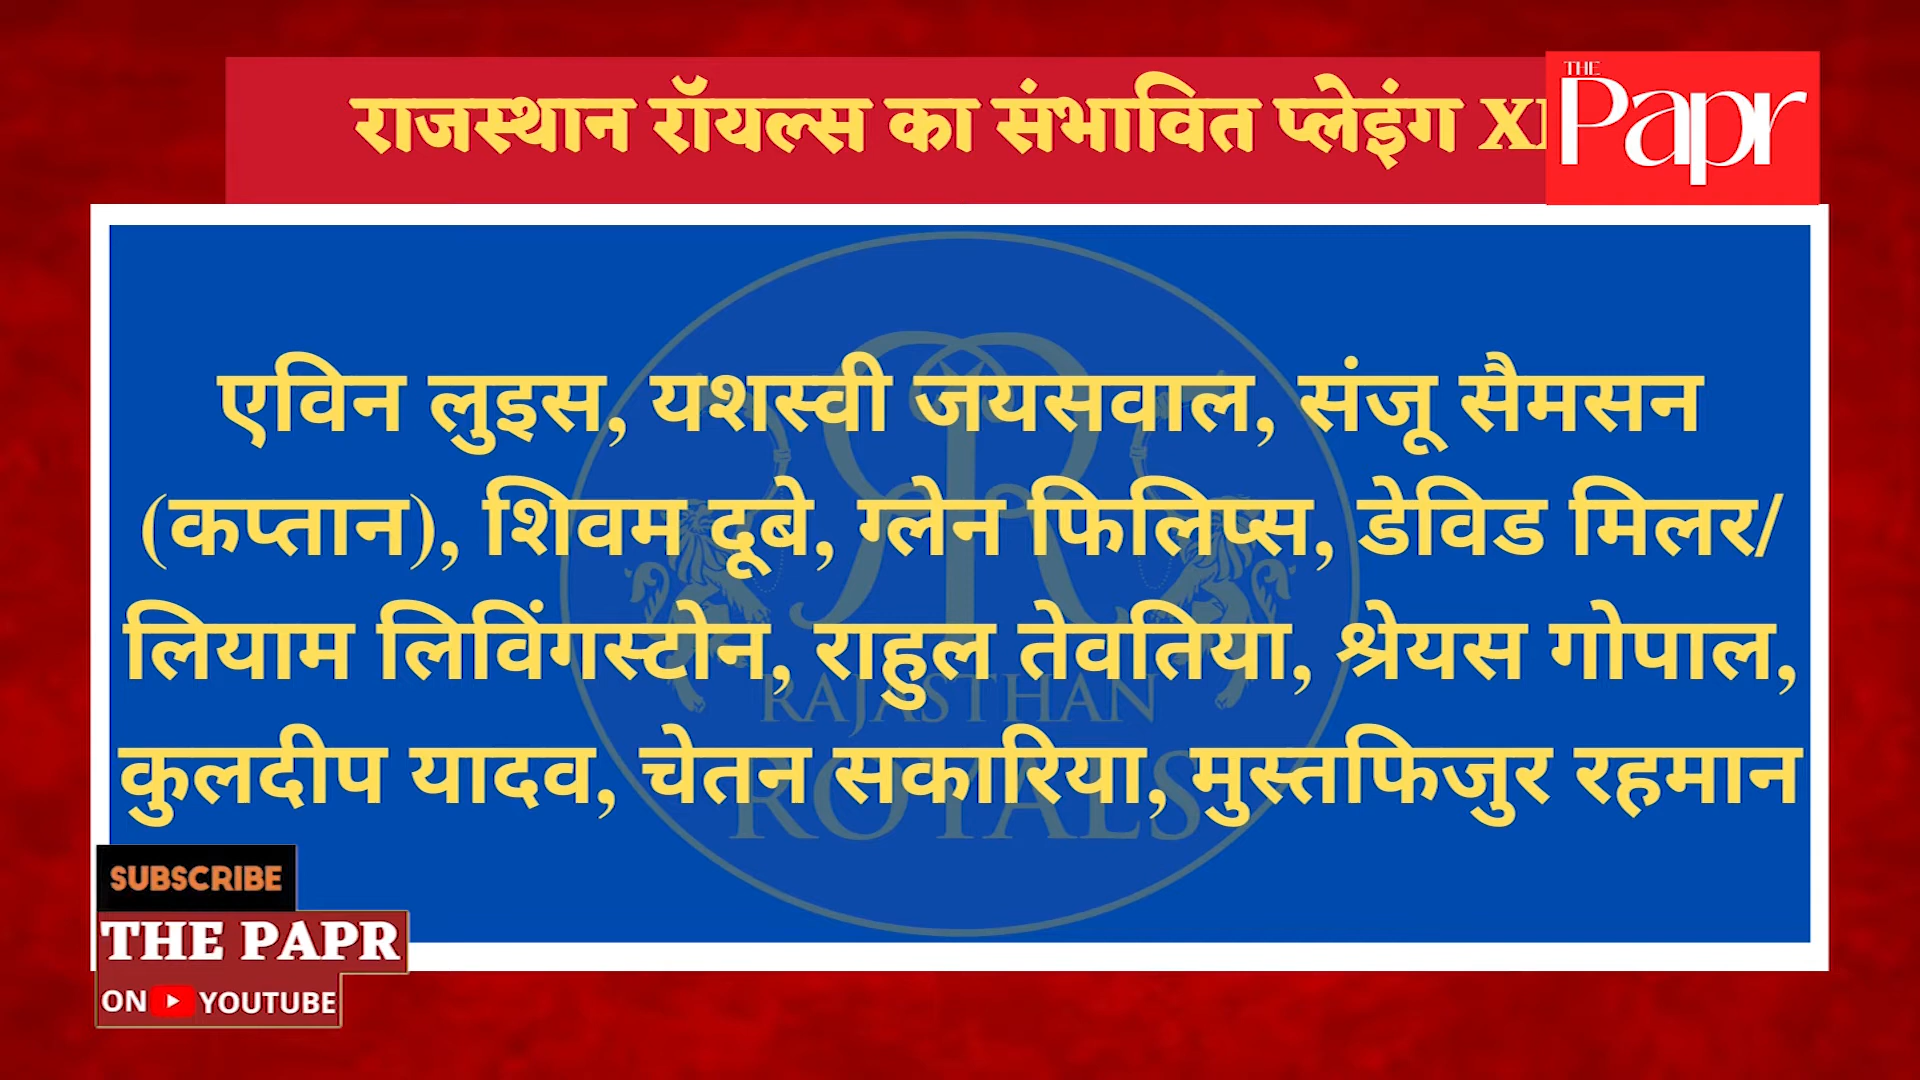 राजस्थान रॉयल्स का संभावित प्लेइंग XI
THE
Papr
एविन लुइस, यशस्वी जयसवाल, संजू सैमसन
(कप्तान), शिवम दूबे, ग्लेन फिलिप्स, डेविड मिलर/
लियाम लिविंगस्टोन, राहुल तेवतिया, श्रेयस गोपाल,
कुलदीप यादव, चेतन सकारिया, मुस्तफिजुर रहमान
RAJASTHAN
ROYALS
SUBSCRIBE
THE PAPR
ON YOUTUBE